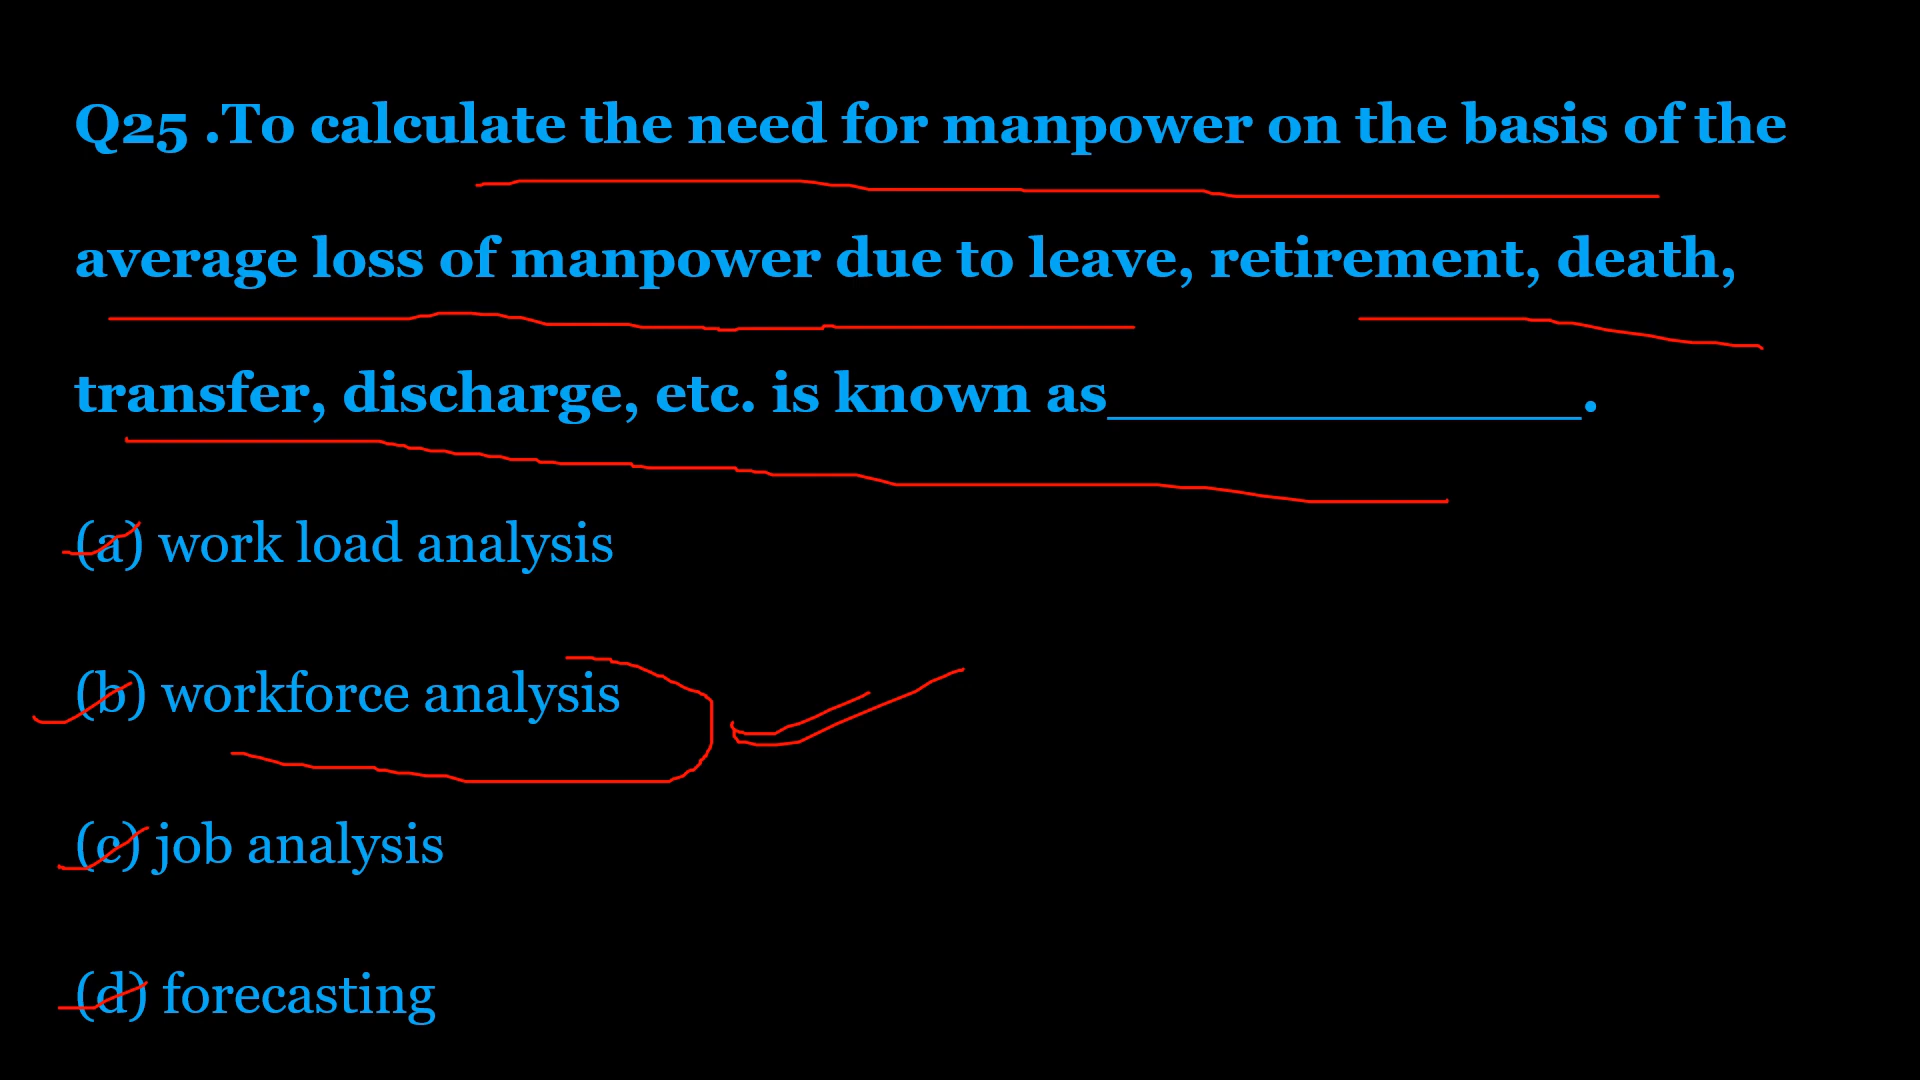 Q25 .To calculate the need for manpower on the basis of the
average loss of manpower due to leave, retirement, death,
transfer, discharge, etc. is known as________________.
(a) work load analysis
(b) workforce analysis
(c) job analysis
(d) forecasting